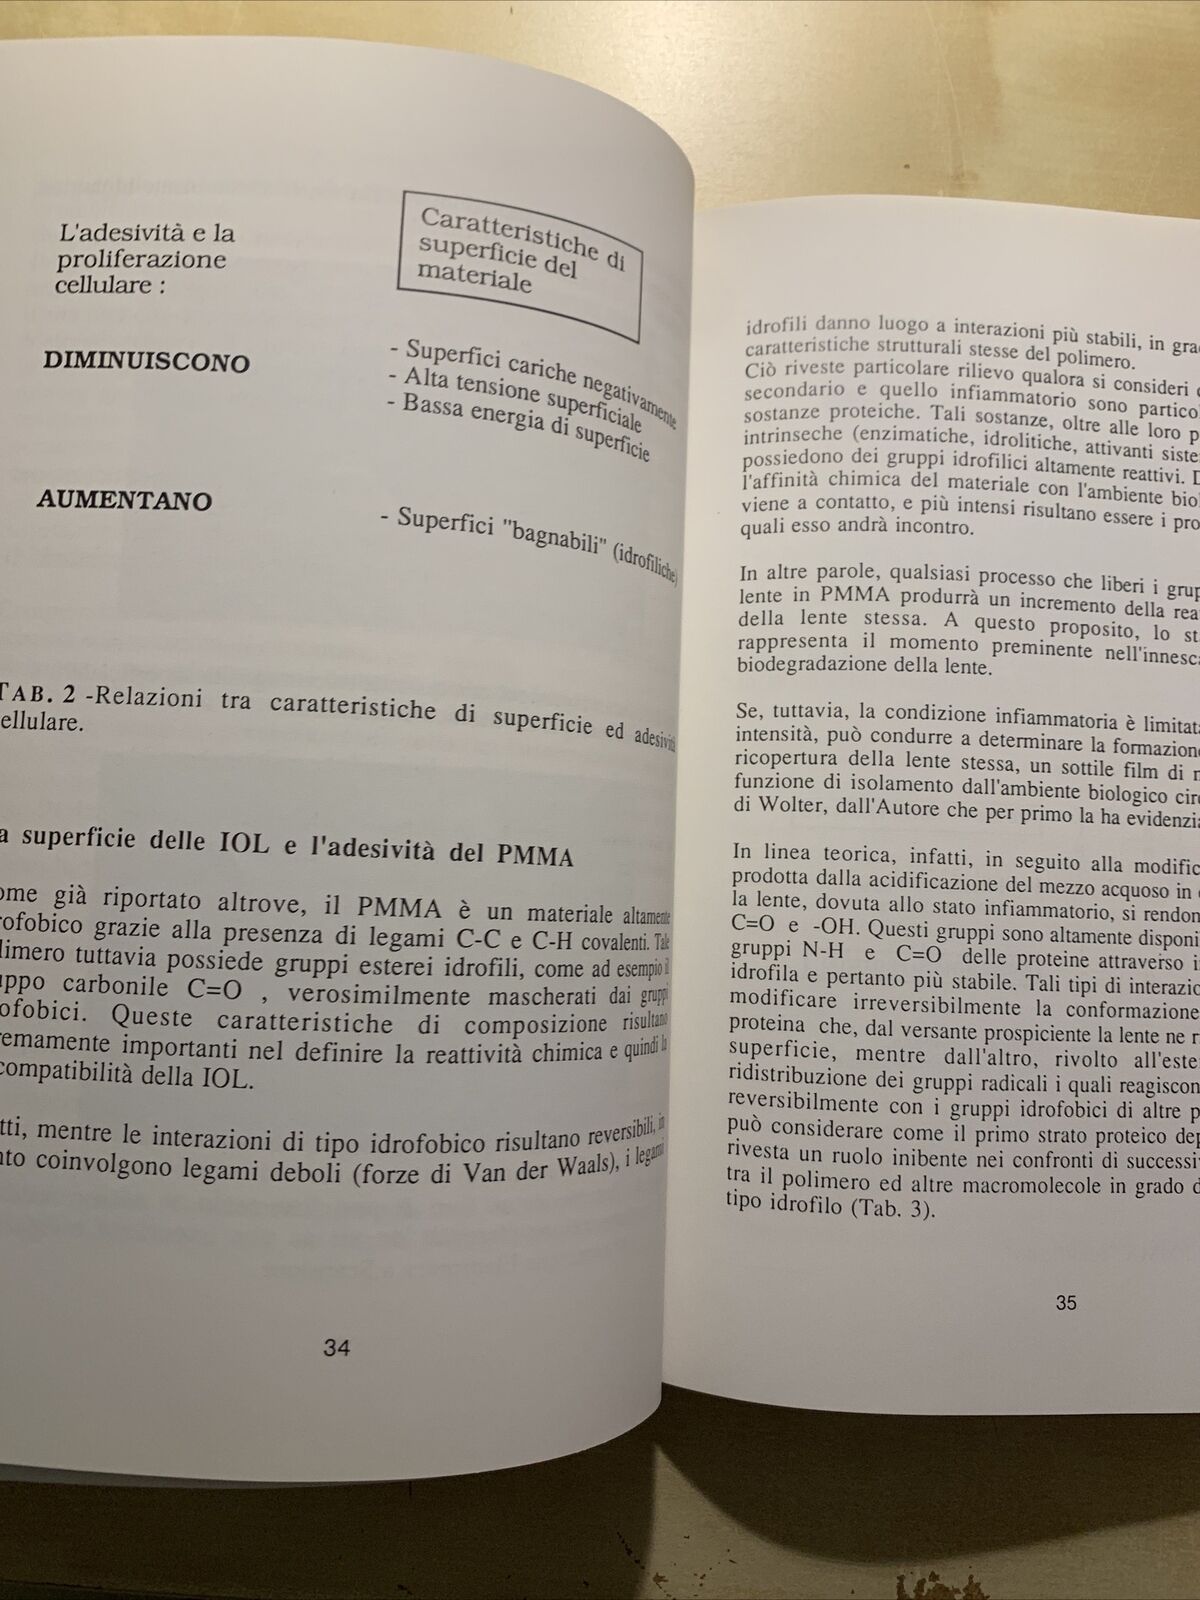 L'adesività e la
proliferazione
cellulare :
Caratteristiche di
superficie del
materiale
DIMINUISCONO
- Superfici cariche negativamente
- Alta tensione superficiale
- Bassa energia di superficie
AUMENTANO
- Superfici "bagnabili" (idrofiliche)
TAB. 2 -Relazioni tra caratteristiche di superficie ed adesività
ellulare.
a superficie delle IOL e l'adesività del PMMA
ome già riportato altrove, il PMMA è un materiale altamente
rofobico grazie alla presenza di legami C-C e C-H covalenti. Tale
limero tuttavia possiede gruppi esterei idrofili, come ad esempio il
uppo carbonile C=O , verosimilmente mascherati dai gruppi
ofobici. Queste caratteristiche di composizione risultano
remamente importanti nel definire la reattività chimica e quindi la
compatibilità della IOL.
tti, mentre le interazioni di tipo idrofobico risultano reversibili, in
nto coinvolgono legami deboli (forze di Van der Waals), i legami
34
idrofili danno luogo a interazioni più stabili, in gra
caratteristiche strutturali stesse del polimero.
Ciò riveste particolare rilievo qualora si consideri
secondario e quello infiammatorio sono partico
sostanze proteiche. Tali sostanze, oltre alle loro p
intrinseche (enzimatiche, idrolitiche, attivanti siste
possiedono dei gruppi idrofilici altamente reattivi. D
l'affinità chimica del materiale con l'ambiente biol
viene a contatto, e più intensi risultano essere i pro
quali esso andrà incontro.
In altre parole, qualsiasi processo che liberi i grup
lente in PMMA produrrà un incremento della rea
della lente stessa. A questo proposito, lo st
rappresenta il momento preminente nell'innesca
biodegradazione della lente.
Se, tuttavia, la condizione infiammatoria è limitata
intensità, può condurre a determinare la formazione
ricopertura della lente stessa, un sottile film di
funzione di isolamento dall'ambiente biologico circ
di Wolter, dall'Autore che per primo la ha evidenzia
In linea teorica, infatti, in seguito alla modific
prodotta dalla acidificazione del mezzo acquoso in
la lente, dovuta allo stato infiammatorio, si rendon
C=O e -OH. Questi gruppi sono altamente disponi
gruppi N-H e C=O delle proteine attraverso i
idrofila e pertanto più stabile. Tali tipi di interazio
modificare irreversibilmente la conformazione
proteina che, dal versante prospiciente la lente ne r
superficie, mentre dall'altro, rivolto all'este
ridistribuzione dei gruppi radicali i quali reagiscon
reversibilmente con i gruppi idrofobici di altre p
può considerare come il primo strato proteico dep
rivesta un ruolo inibente nei confronti di successi
tra il polimero ed altre macromolecole in grado d
tipo idrofilo (Tab. 3).
35